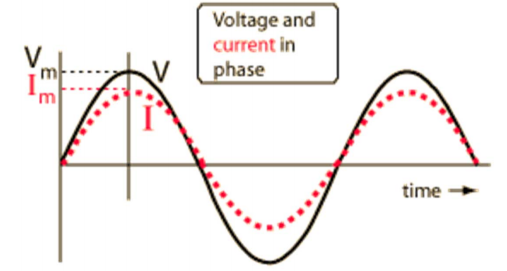 Voltage and
current in
phase
Vm
Im
V
I
time